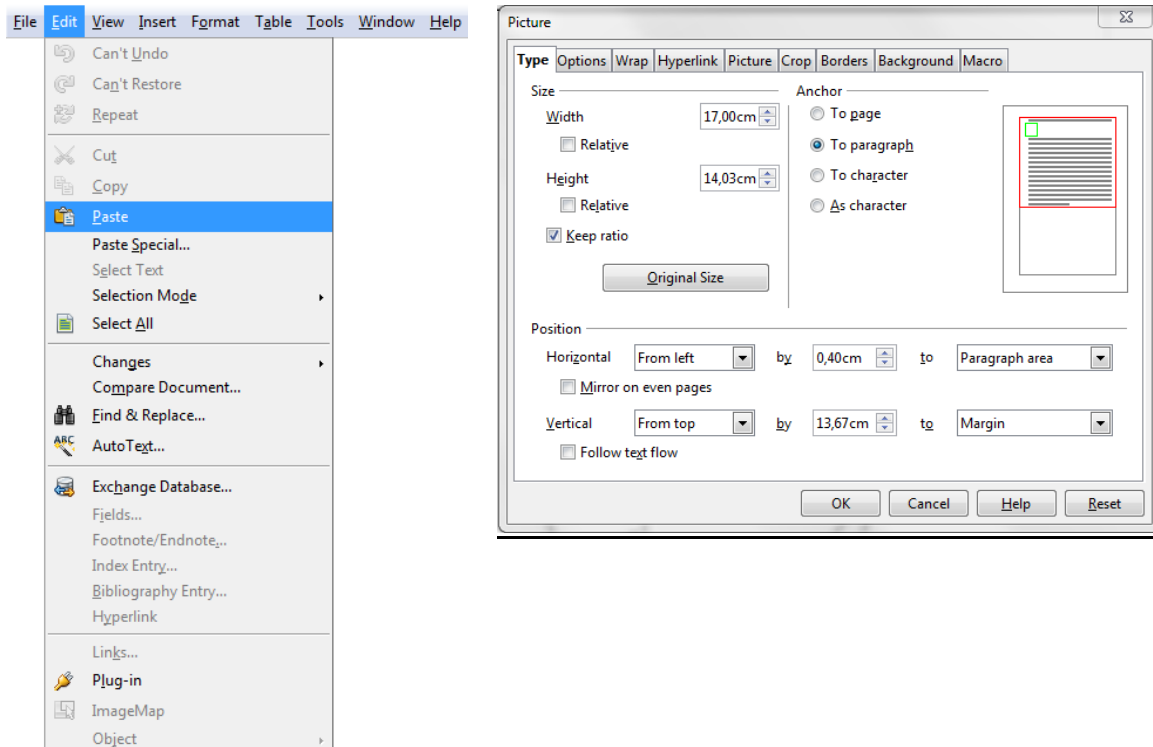 File Edit View Insert Format Table Tools Window Help
Can't Undo
Can't Restore
Repeat
Cut
Copy
Paste
Paste Special...
Select Text
Selection Mode
Select All
Changes
Compare Document...
Find & Replace...
ABC
AutoText...
Exchange Database...
Fields...
Footnote/Endnote...
Index Entry...
Bibliography Entry...
Hyperlink
Links...
Plug-in
ImageMap
Object
Picture
Type Options Wrap Hyperlink Picture Crop Borders Background Macro
Size
Width 17,00cm
Relative
Height 14,03cm
Relative
Keep ratio
Original Size
Anchor
To page
To paragraph
To character
As character
Position
Horizontal From left by 0,40cm to Paragraph area
Mirror on even pages
Vertical From top by 13,67cm to Margin
Follow text flow
OK Cancel Help Reset